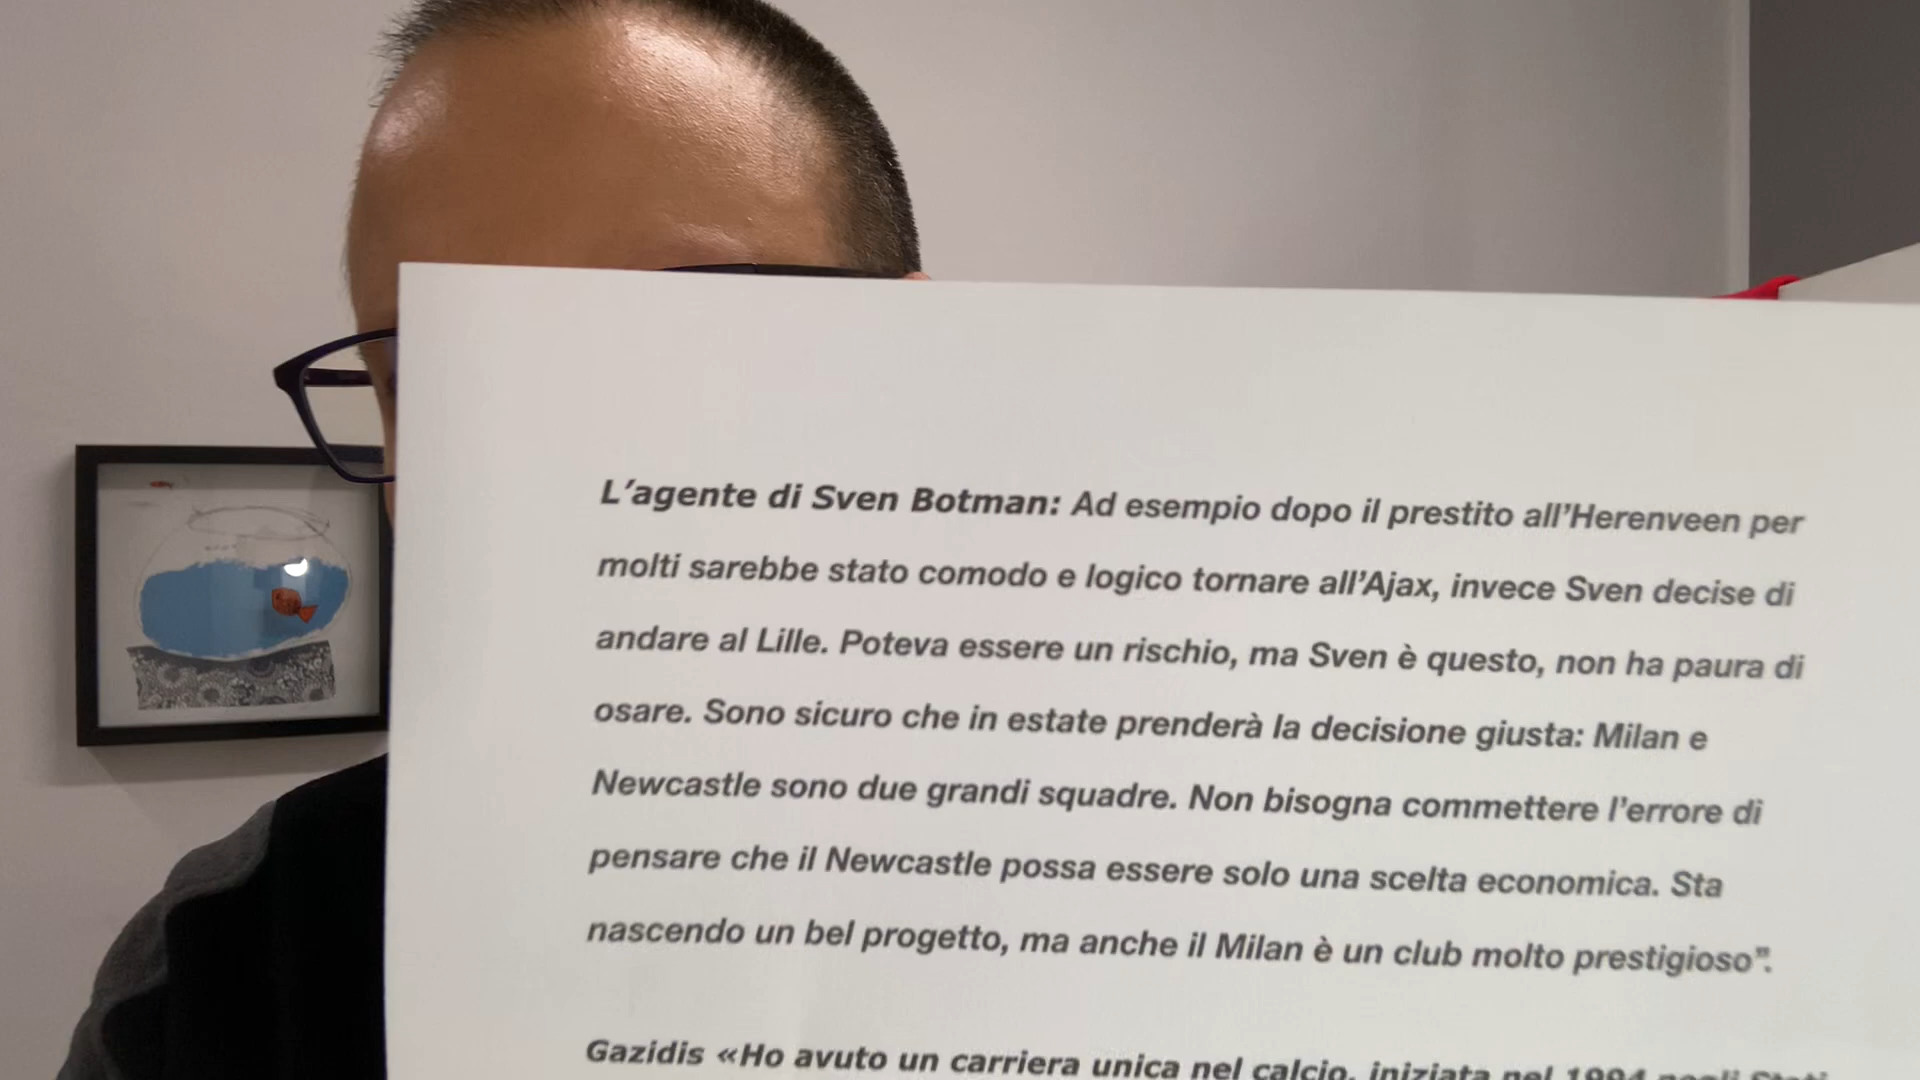 L'agente di Sven Botman: Ad esempio dopo il prestito all'Herenveen per
molti sarebbe stato comodo e logico tornare all'Ajax, invece Sven decise di
andare al Lille. Poteva essere un rischio, ma Sven è questo, non ha paura di
osare. Sono sicuro che in estate prenderà la decisione giusta: Milan e
Newcastle sono due grandi squadre. Non bisogna commettere l'errore di
pensare che il Newcastle possa essere solo una scelta economica. Sta
nascendo un bel progetto, ma anche il Milan è un club molto prestigioso”.
Gazidis «Ho avuto un carriera unica nel calcio, iniziata nel 1994 negli Stati